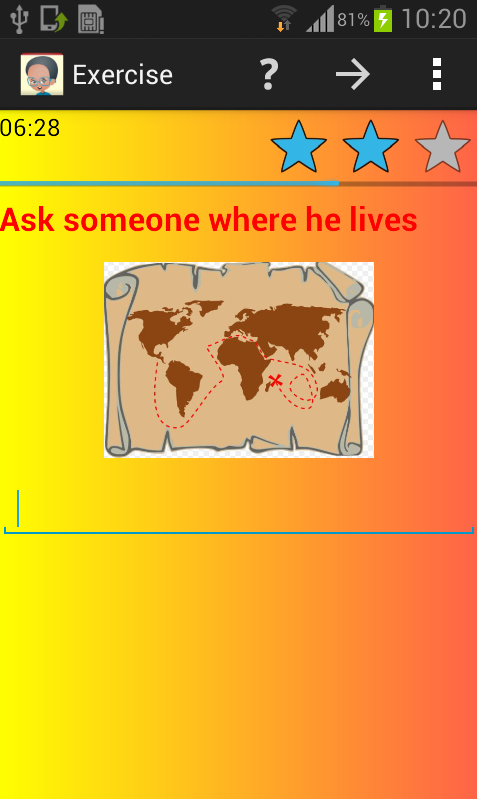 81% 10:20
Exercise ?
06:28
Ask someone where he lives